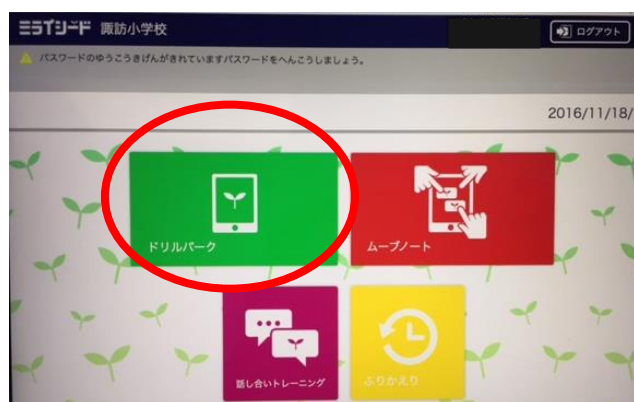 ミライシード 諏訪小学校
ログアウト
パスワードのゆうこうきげんがきれていますパスワードをへんこうしましょう。
2016/11/18/
ドリルパーク
ムーブノート
話し合いトレーニング
ふりかえり